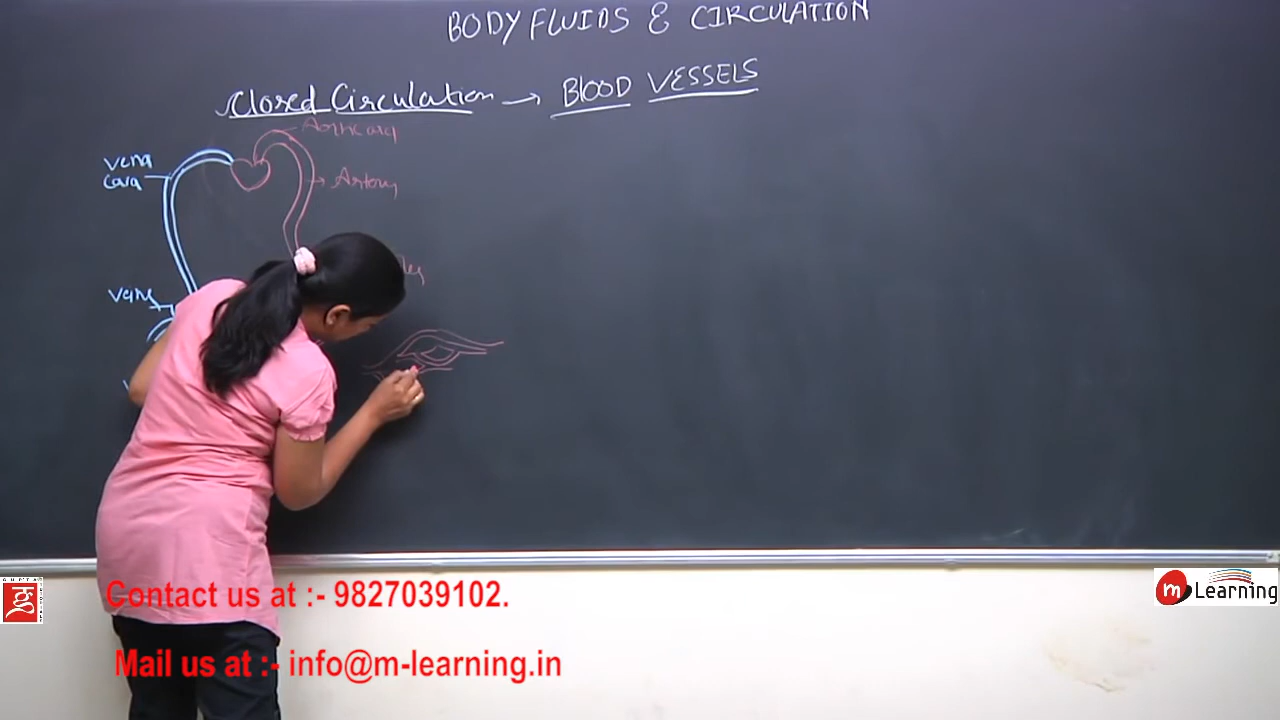 BODY FLUIDS & CIRCULATION
Closed Circulation → BLOOD VESSELS
Vena
Cava
Artery
Veins
Contact us at :- 9827039102.
Mail us at :- info@m-learning.in
m Learning